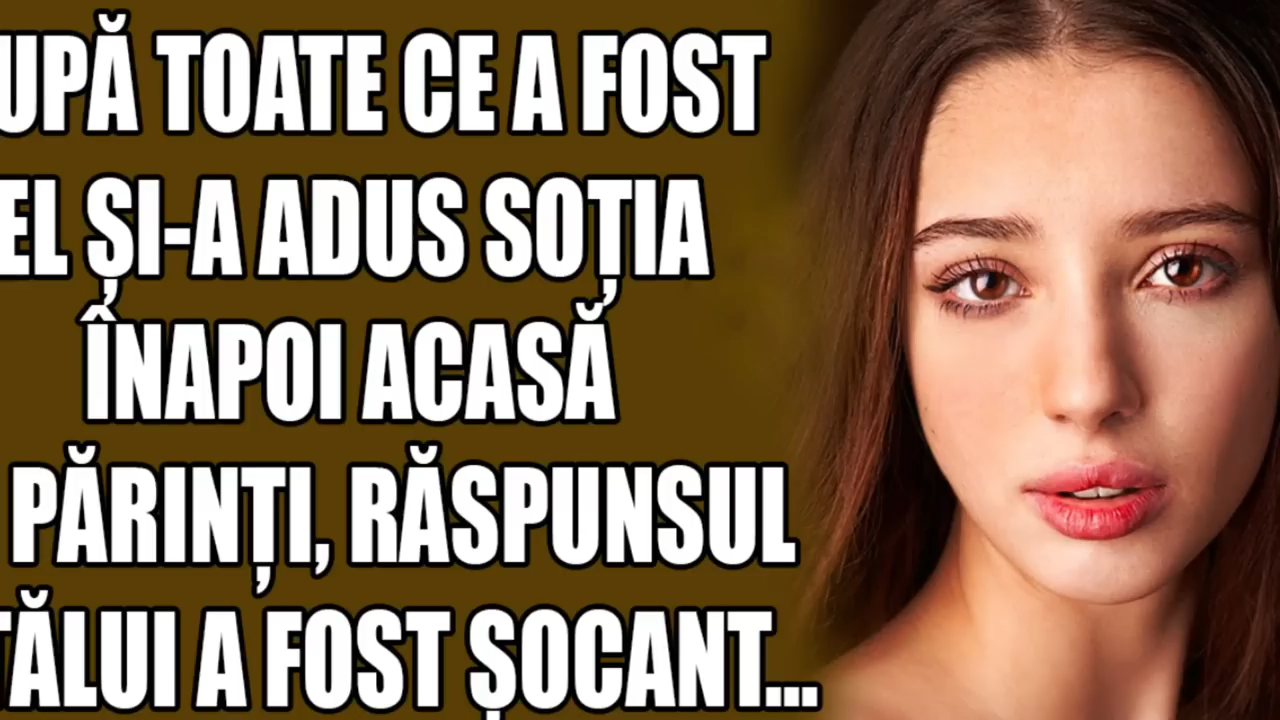 UPĂ TOATE CE A FOST
EL ȘI-A ADUS SOȚIA
ÎNAPOI ACASĂ
PĂRINȚI, RĂSPUNSUL
TĂLUI A FOST ȘOCANT...